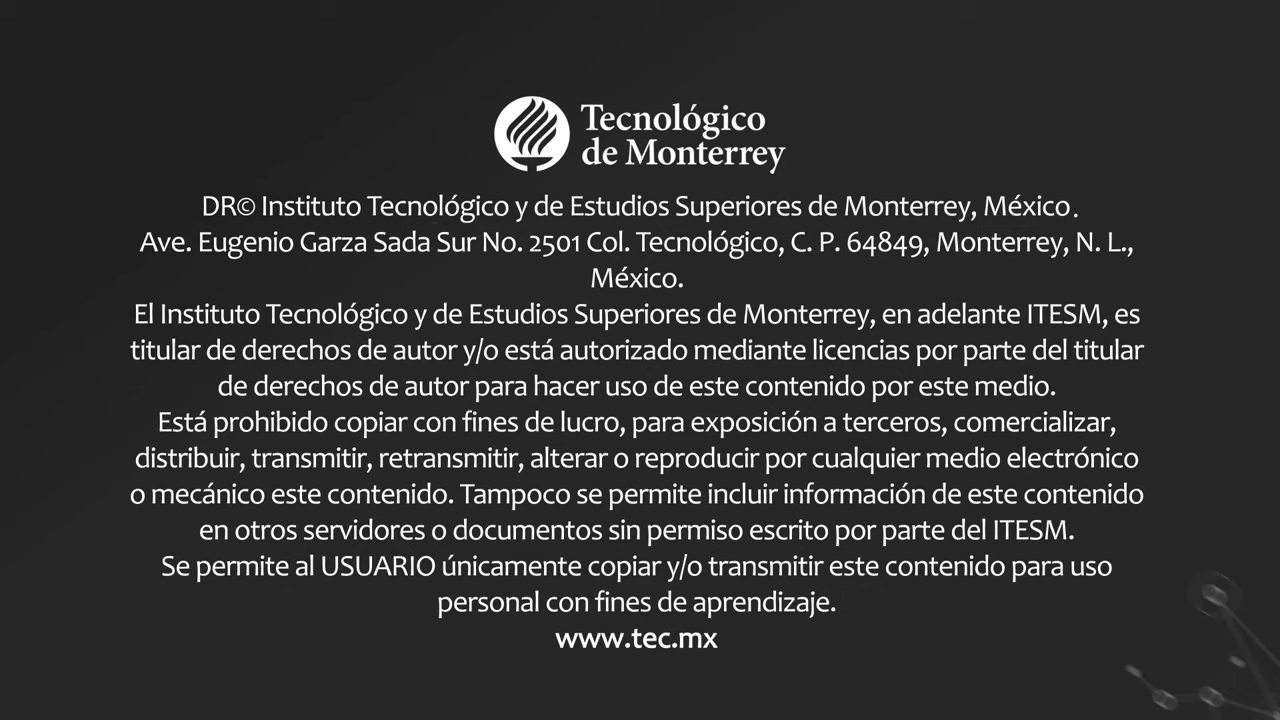 Tecnológico
de Monterrey
DR© Instituto Tecnológico y de Estudios Superiores de Monterrey, México.
Ave. Eugenio Garza Sada Sur No. 2501 Col. Tecnológico, C. P. 64849, Monterrey, N. L.,
México.
El Instituto Tecnológico y de Estudios Superiores de Monterrey, en adelante ITESM, es
titular de derechos de autor y/o está autorizado mediante licencias por parte del titular
de derechos de autor para hacer uso de este contenido por este medio.
Está prohibido copiar con fines de lucro, para exposición a terceros, comercializar,
distribuir, transmitir, retransmitir, alterar o reproducir por cualquier medio electrónico
o mecánico este contenido. Tampoco se permite incluir información de este contenido
en otros servidores o documentos sin permiso escrito por parte del ITESM.
Se permite al USUARIO únicamente copiar y/o transmitir este contenido para uso
personal con fines de aprendizaje.
www.tec.mx